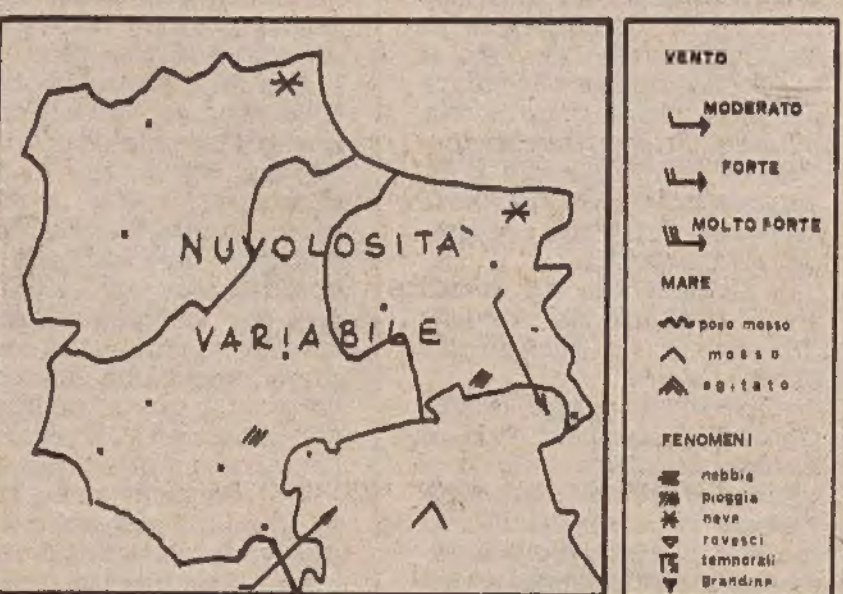 NUVOLOSITA`
VARIABILE
VENTO
MODERATO
FORTE
MOLTO FORTE
MARE
poco mosso
mosso
agitato
FENOMENI
nebbia
pioggia
neve
rovesci
temporali
grandine